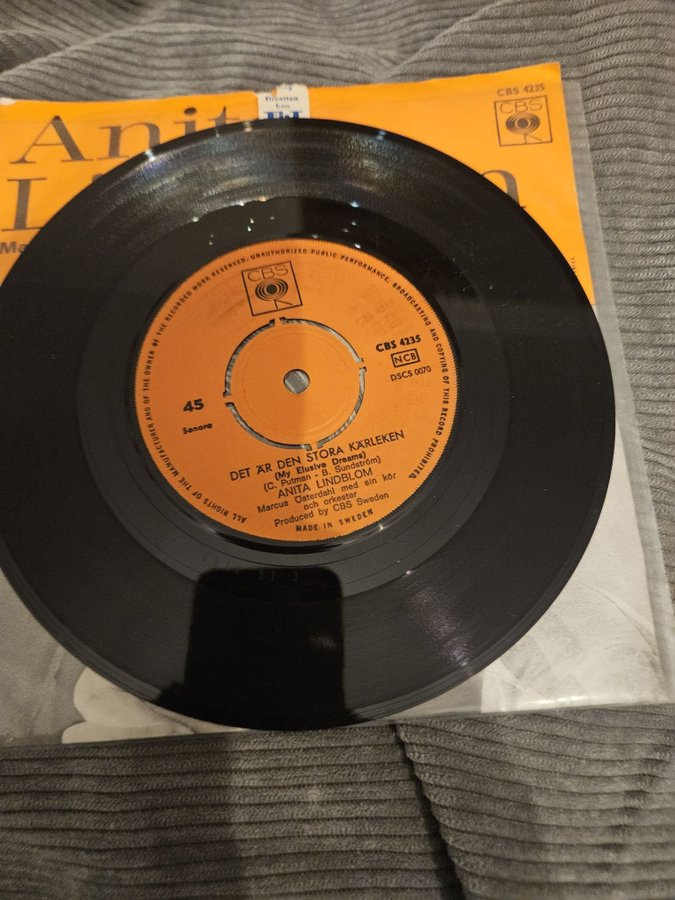 CBS 4235
CBS
Anit
Li
a
Ma
ALL RIGHTS OF THE MANUFACTURER AND OF THE OWNER OF THE RECORDED WORK RESERVED. UNAUTHORIZED PUBLIC PERFORMANCE, BROADCASTING AND COPYING OF THIS RECORD PROHIBITED.
CBS
CBS 4235
NCB
DSCS 0070
45
Sonora
DET ÄR DEN STORA KÄRLEKEN
(My Elusive Dreams)
(C. Putman - B. Sundström)
ANITA LINDBLOM
Marcus Österdahl med sin kör
och orkester
Produced by CBS Sweden
MADE IN SWEDEN